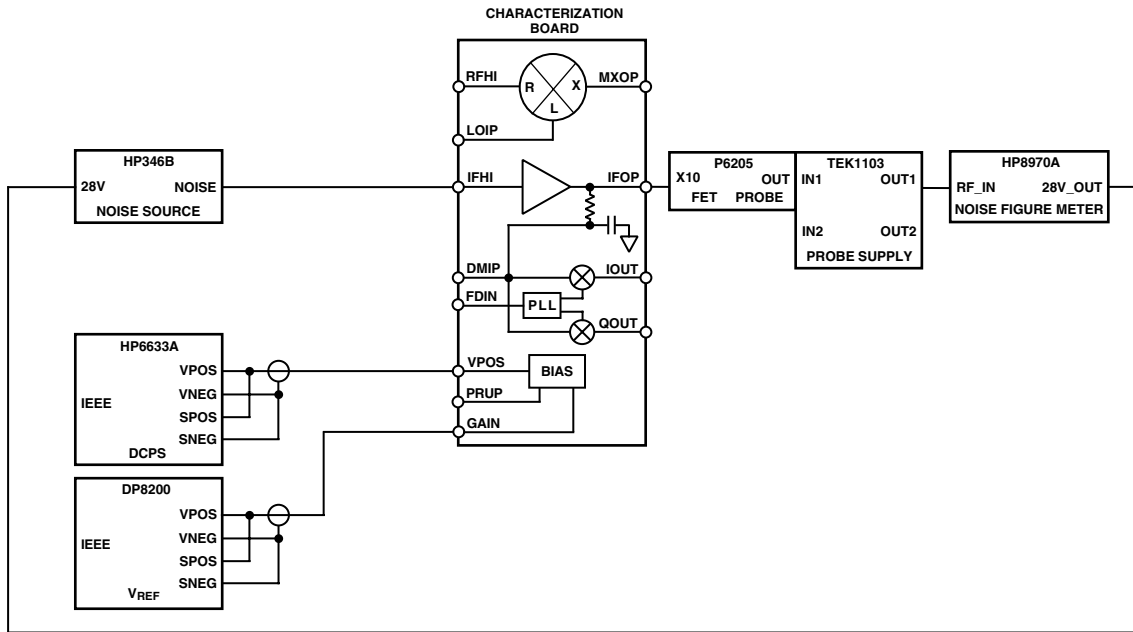 CHARACTERIZATION
BOARD
RFHI
R
X
L
MXOP
LOIP
HP346B
28V
NOISE
NOISE SOURCE
IFHI
IFOP
P6205
X10
OUT
FET PROBE
TEK1103
IN1
OUT1
IN2
OUT2
PROBE SUPPLY
HP8970A
RF_IN
28V_OUT
NOISE FIGURE METER
DMIP
IOUT
FDIN
PLL
QOUT
HP6633A
VPOS
VNEG
IEEE
SPOS
SNEG
DCPS
VPOS
BIAS
PRUP
GAIN
DP8200
VPOS
VNEG
IEEE
SPOS
SNEG
VREF